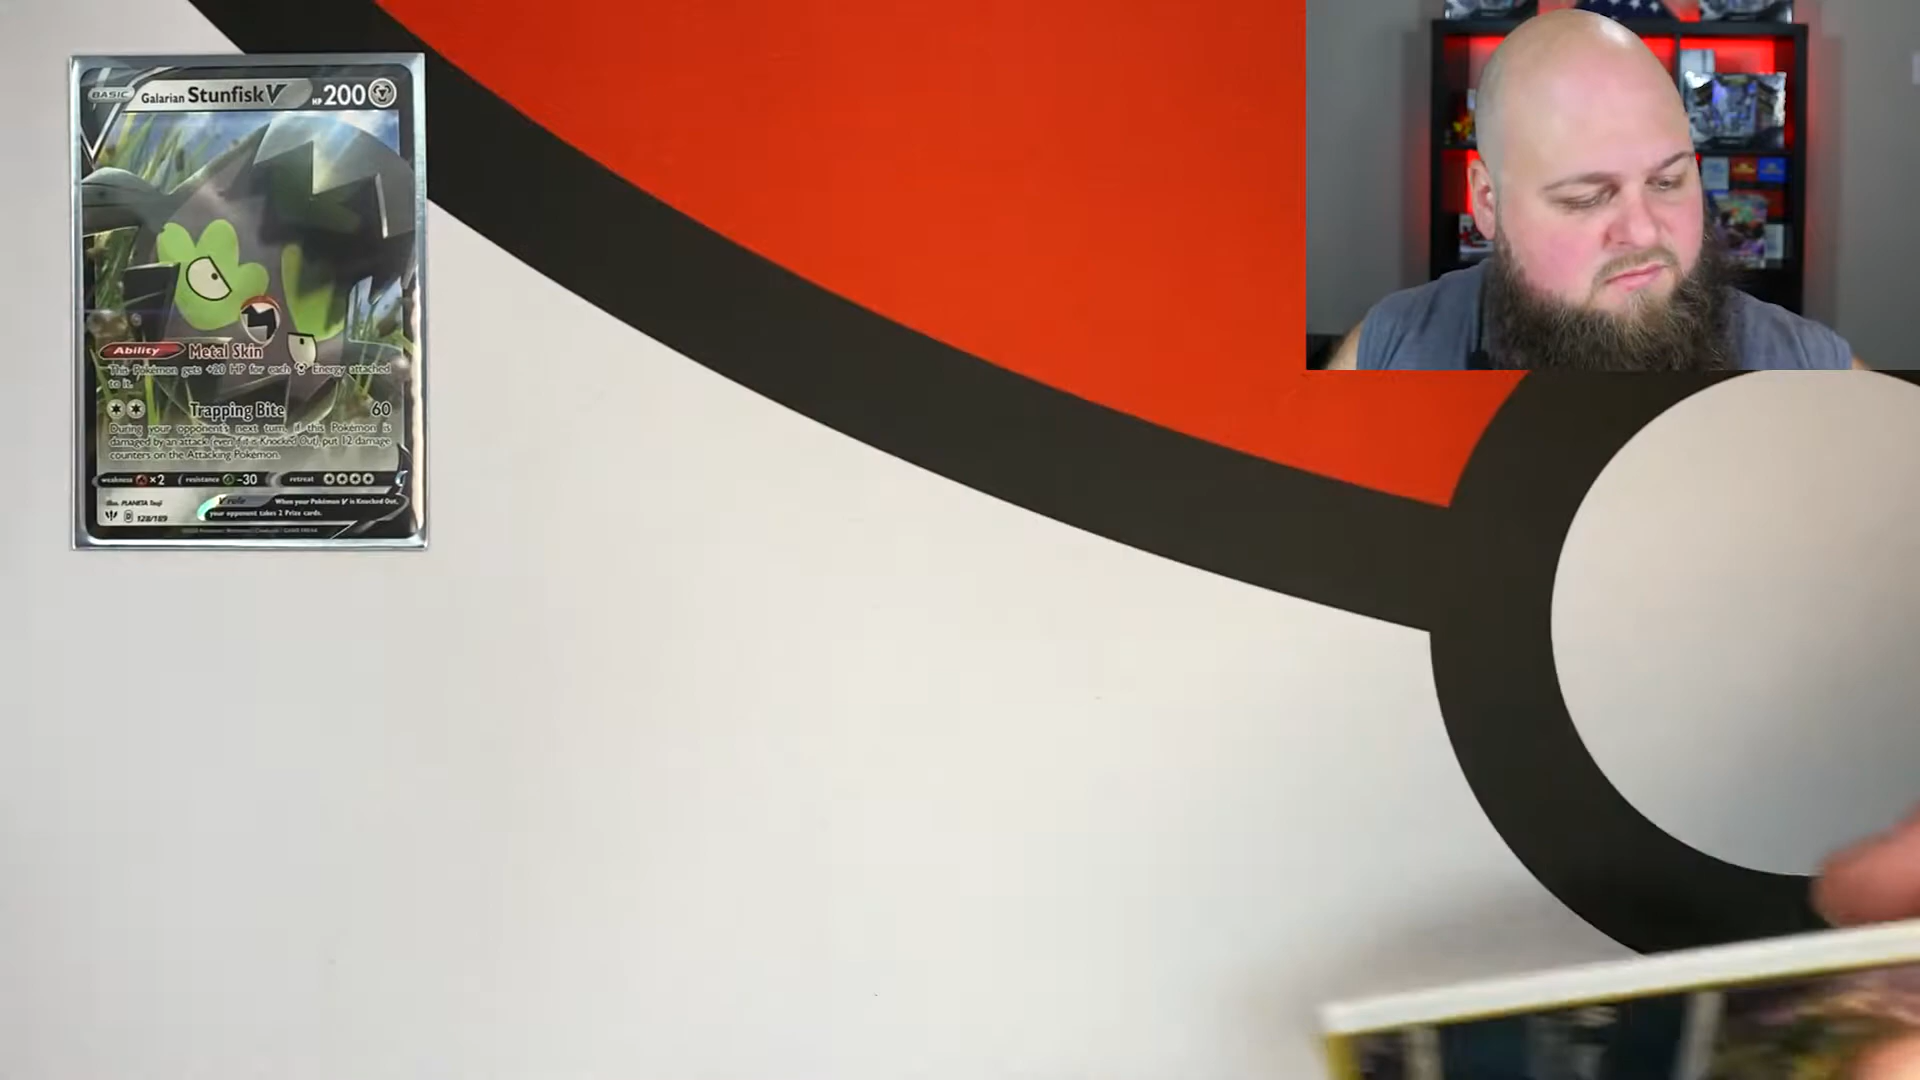 BASIC Galarian Stunfisk V HP 200
Ability Metal Skin
This Pokémon gets +20 HP for each Energy attached
to it.
Trapping Bite 60
During your opponent's next turn, if this Pokémon is
damaged by an attack (even if it is Knocked Out), put 12 damage
counters on the Attacking Pokémon.
weakness ×2 resistance -30 retreat
Illus. PLANETA Tsuji
V rule When your Pokémon V is Knocked Out,
your opponent takes 2 Prize cards.
D 128/189